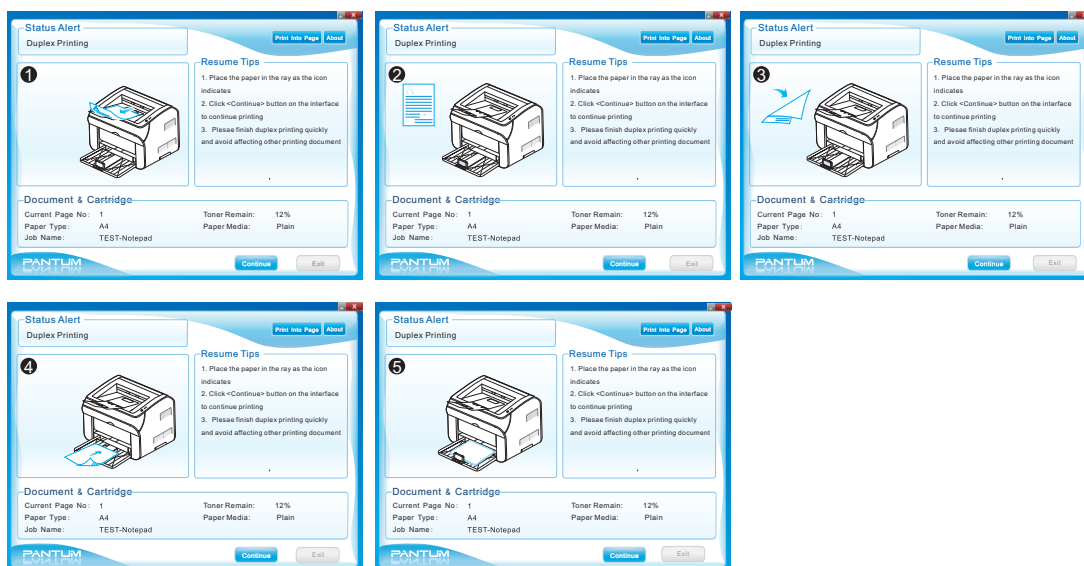 Status Alert
Duplex Printing
Print Into Page About
1
Resume Tips
1. Place the paper in the ray as the icon
indicates
2. Click <Continue> button on the interface
to continue printing
3. Plesae finish duplex printing quickly
and avoid affecting other printing document
.
Document & Cartridge
Current Page No: 1 Toner Remain: 12%
Paper Type: A4 Paper Media: Plain
Job Name: TEST-Notepad
PANTUM
Continue Exit
Status Alert
Duplex Printing
Print Into Page About
2
Resume Tips
1. Place the paper in the ray as the icon
indicates
2. Click <Continue> button on the interface
to continue printing
3. Plesae finish duplex printing quickly
and avoid affecting other printing document
.
Document & Cartridge
Current Page No: 1 Toner Remain: 12%
Paper Type: A4 Paper Media: Plain
Job Name: TEST-Notepad
PANTUM
Continue Exit
Status Alert
Duplex Printing
Print Into Page About
3
Resume Tips
1. Place the paper in the ray as the icon
indicates
2. Click <Continue> button on the interface
to continue printing
3. Plesae finish duplex printing quickly
and avoid affecting other printing document
.
Document & Cartridge
Current Page No: 1 Toner Remain: 12%
Paper Type: A4 Paper Media: Plain
Job Name: TEST-Notepad
PANTUM
Continue Exit
Status Alert
Duplex Printing
Print Into Page About
4
Resume Tips
1. Place the paper in the ray as the icon
indicates
2. Click <Continue> button on the interface
to continue printing
3. Plesae finish duplex printing quickly
and avoid affecting other printing document
.
Document & Cartridge
Current Page No: 1 Toner Remain: 12%
Paper Type: A4 Paper Media: Plain
Job Name: TEST-Notepad
PANTUM
Continue Exit
Status Alert
Duplex Printing
Print Into Page About
5
Resume Tips
1. Place the paper in the ray as the icon
indicates
2. Click <Continue> button on the interface
to continue printing
3. Plesae finish duplex printing quickly
and avoid affecting other printing document
.
Document & Cartridge
Current Page No: 1 Toner Remain: 12%
Paper Type: A4 Paper Media: Plain
Job Name: TEST-Notepad
PANTUM
Continue Exit